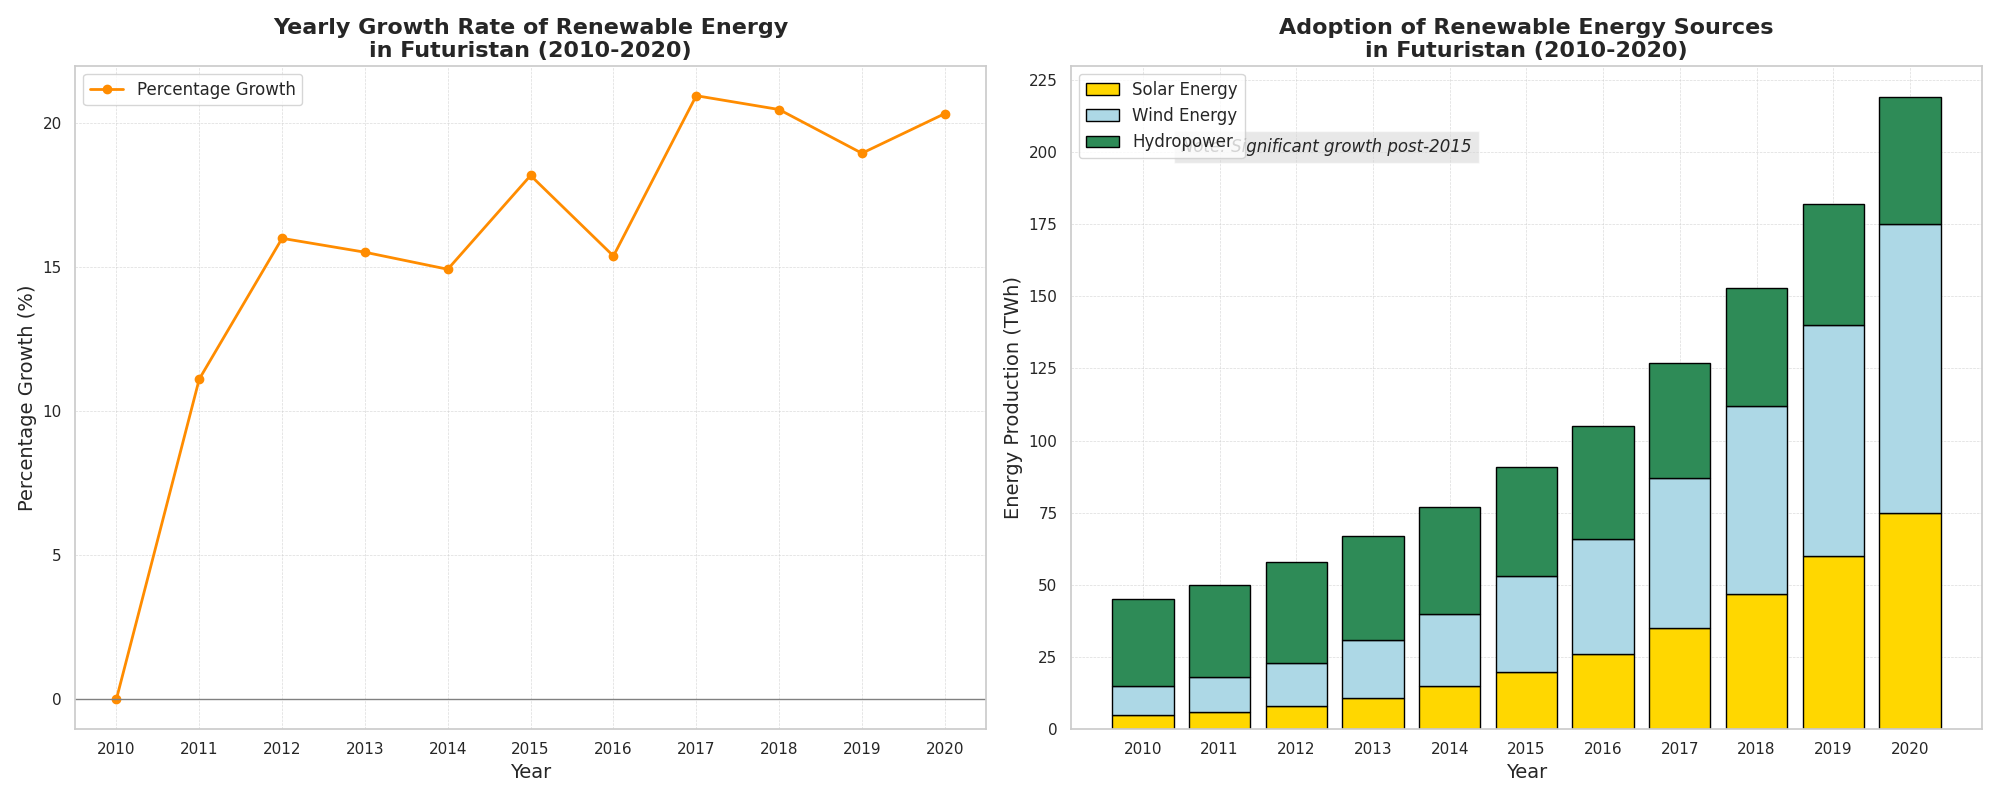 Yearly Growth Rate of Renewable Energy
in Futuristan (2010-2020)
Percentage Growth
Percentage Growth (%)
20
15
10
5
0
2010 2011 2012 2013 2014 2015 2016 2017 2018 2019 2020
Year
Adoption of Renewable Energy Sources
in Futuristan (2010-2020)
Solar Energy
Wind Energy
Hydropower
Note: Significant growth post-2015
Energy Production (TWh)
225
200
175
150
125
100
75
50
25
0
2010 2011 2012 2013 2014 2015 2016 2017 2018 2019 2020
Year